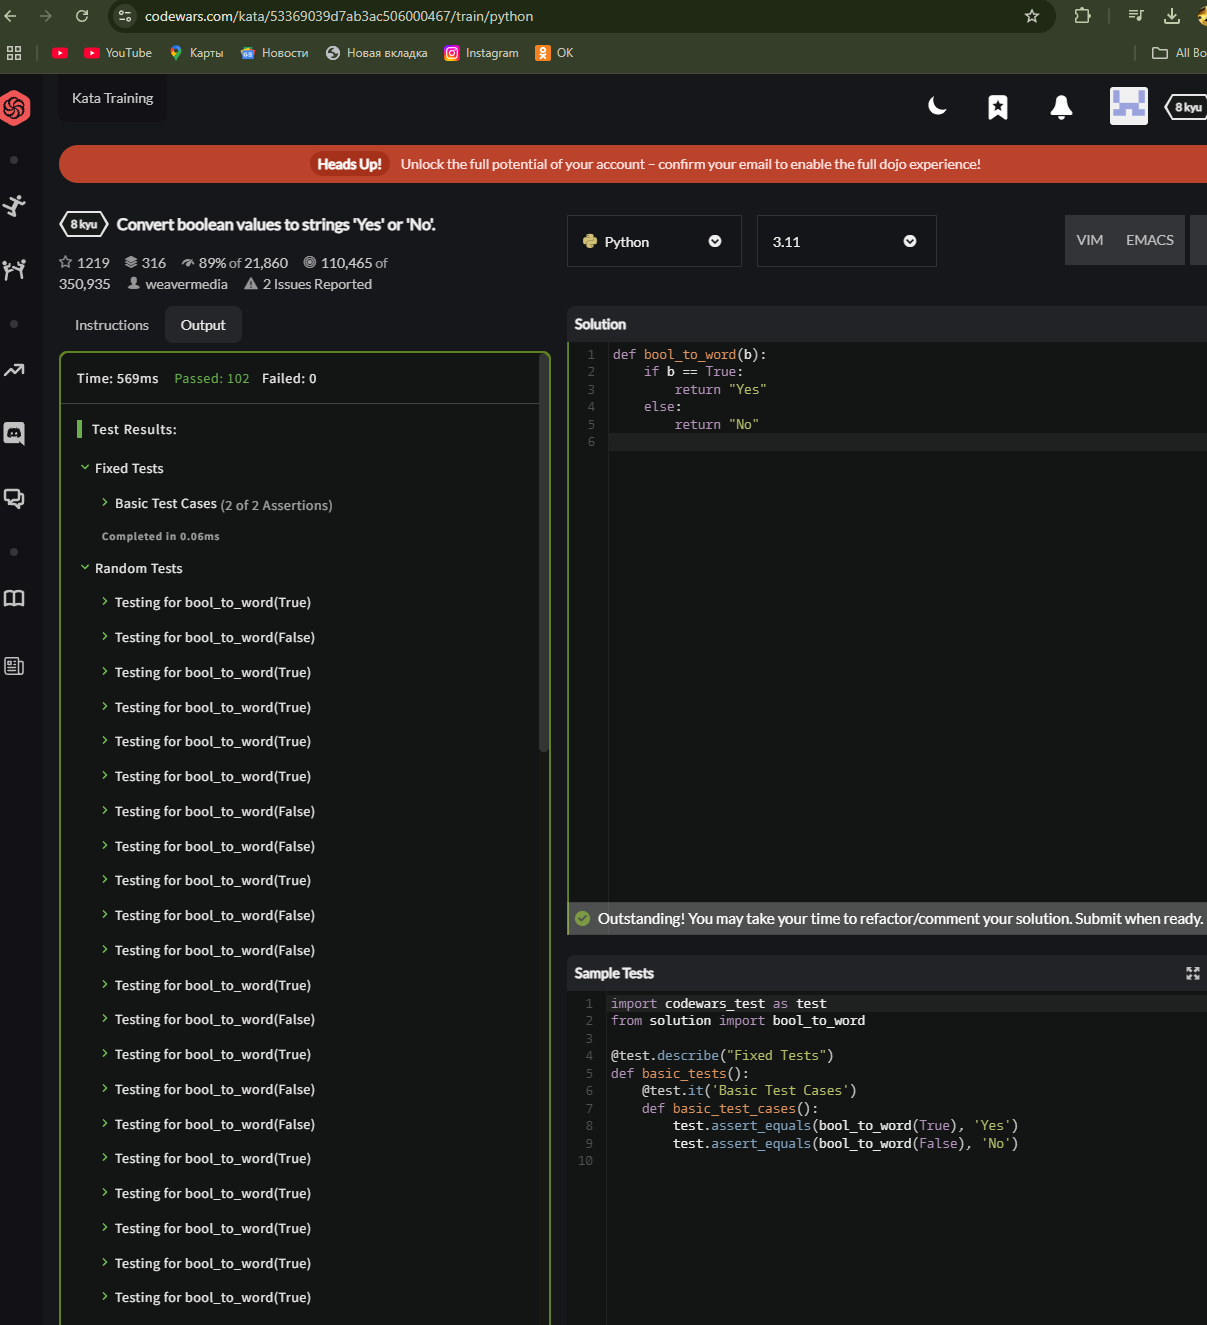 codewars.com/kata/53369039d7ab3ac506000467/train/python
YouTube Карты Новости Новая вкладка Instagram OK All Bo
Kata Training
8 kyu
Heads Up! Unlock the full potential of your account – confirm your email to enable the full dojo experience!
8 kyu Convert boolean values to strings 'Yes' or 'No'.
1219 316 89% of 21,860 110,465 of
350,935 weavermedia 2 Issues Reported
Python 3.11 VIM EMACS
Instructions Output
Time: 569ms Passed: 102 Failed: 0
Test Results:
Fixed Tests
Basic Test Cases (2 of 2 Assertions)
Completed in 0.06ms
Random Tests
Testing for bool_to_word(True)
Testing for bool_to_word(False)
Testing for bool_to_word(True)
Testing for bool_to_word(True)
Testing for bool_to_word(True)
Testing for bool_to_word(True)
Testing for bool_to_word(False)
Testing for bool_to_word(False)
Testing for bool_to_word(True)
Testing for bool_to_word(False)
Testing for bool_to_word(False)
Testing for bool_to_word(True)
Testing for bool_to_word(False)
Testing for bool_to_word(True)
Testing for bool_to_word(False)
Testing for bool_to_word(False)
Testing for bool_to_word(True)
Testing for bool_to_word(True)
Testing for bool_to_word(True)
Testing for bool_to_word(True)
Testing for bool_to_word(True)
Solution
1 def bool_to_word(b):
2     if b == True:
3         return "Yes"
4     else:
5         return "No"
6
Outstanding! You may take your time to refactor/comment your solution. Submit when ready.
Sample Tests
1 import codewars_test as test
2 from solution import bool_to_word
3
4 @test.describe("Fixed Tests")
5 def basic_tests():
6     @test.it('Basic Test Cases')
7     def basic_test_cases():
8         test.assert_equals(bool_to_word(True), 'Yes')
9         test.assert_equals(bool_to_word(False), 'No')
10